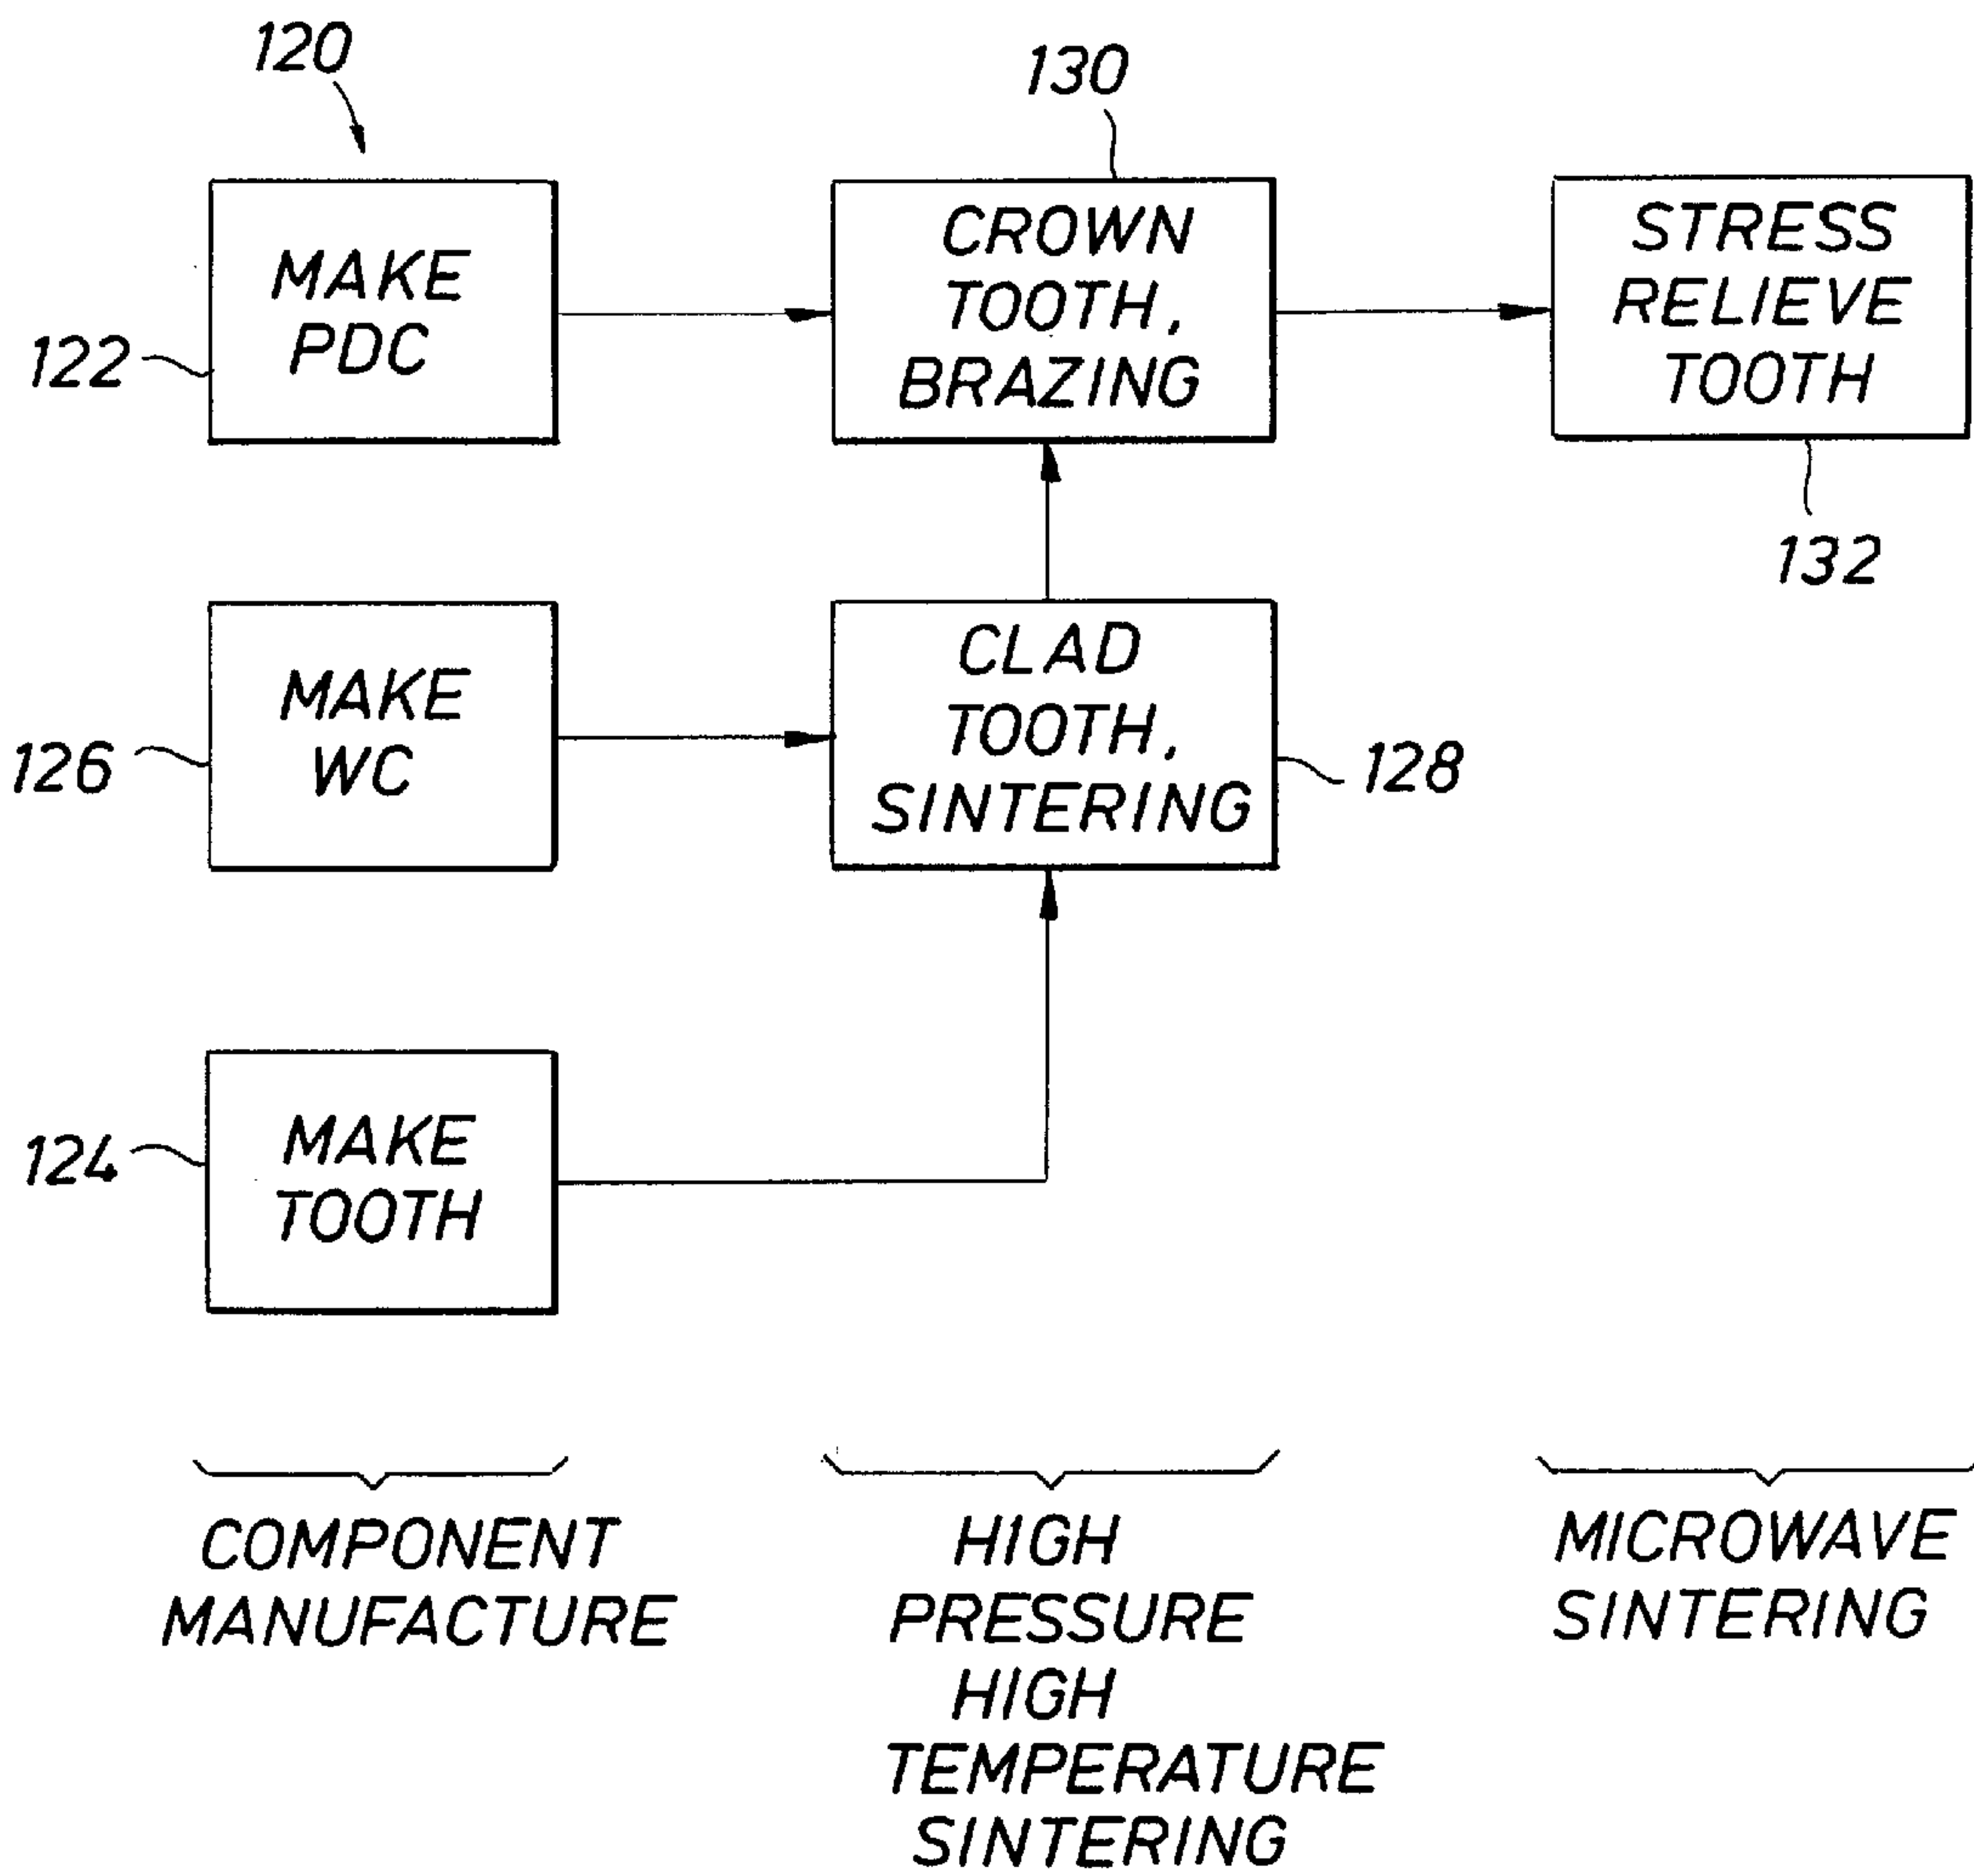 120
130
MAKE
PDC
122
CROWN
TOOTH,
BRAZING
STRESS
RELIEVE
TOOTH
132
MAKE
WC
126
CLAD
TOOTH,
SINTERING
128
MAKE
TOOTH
124
COMPONENT
MANUFACTURE
HIGH
PRESSURE
HIGH
TEMPERATURE
SINTERING
MICROWAVE
SINTERING